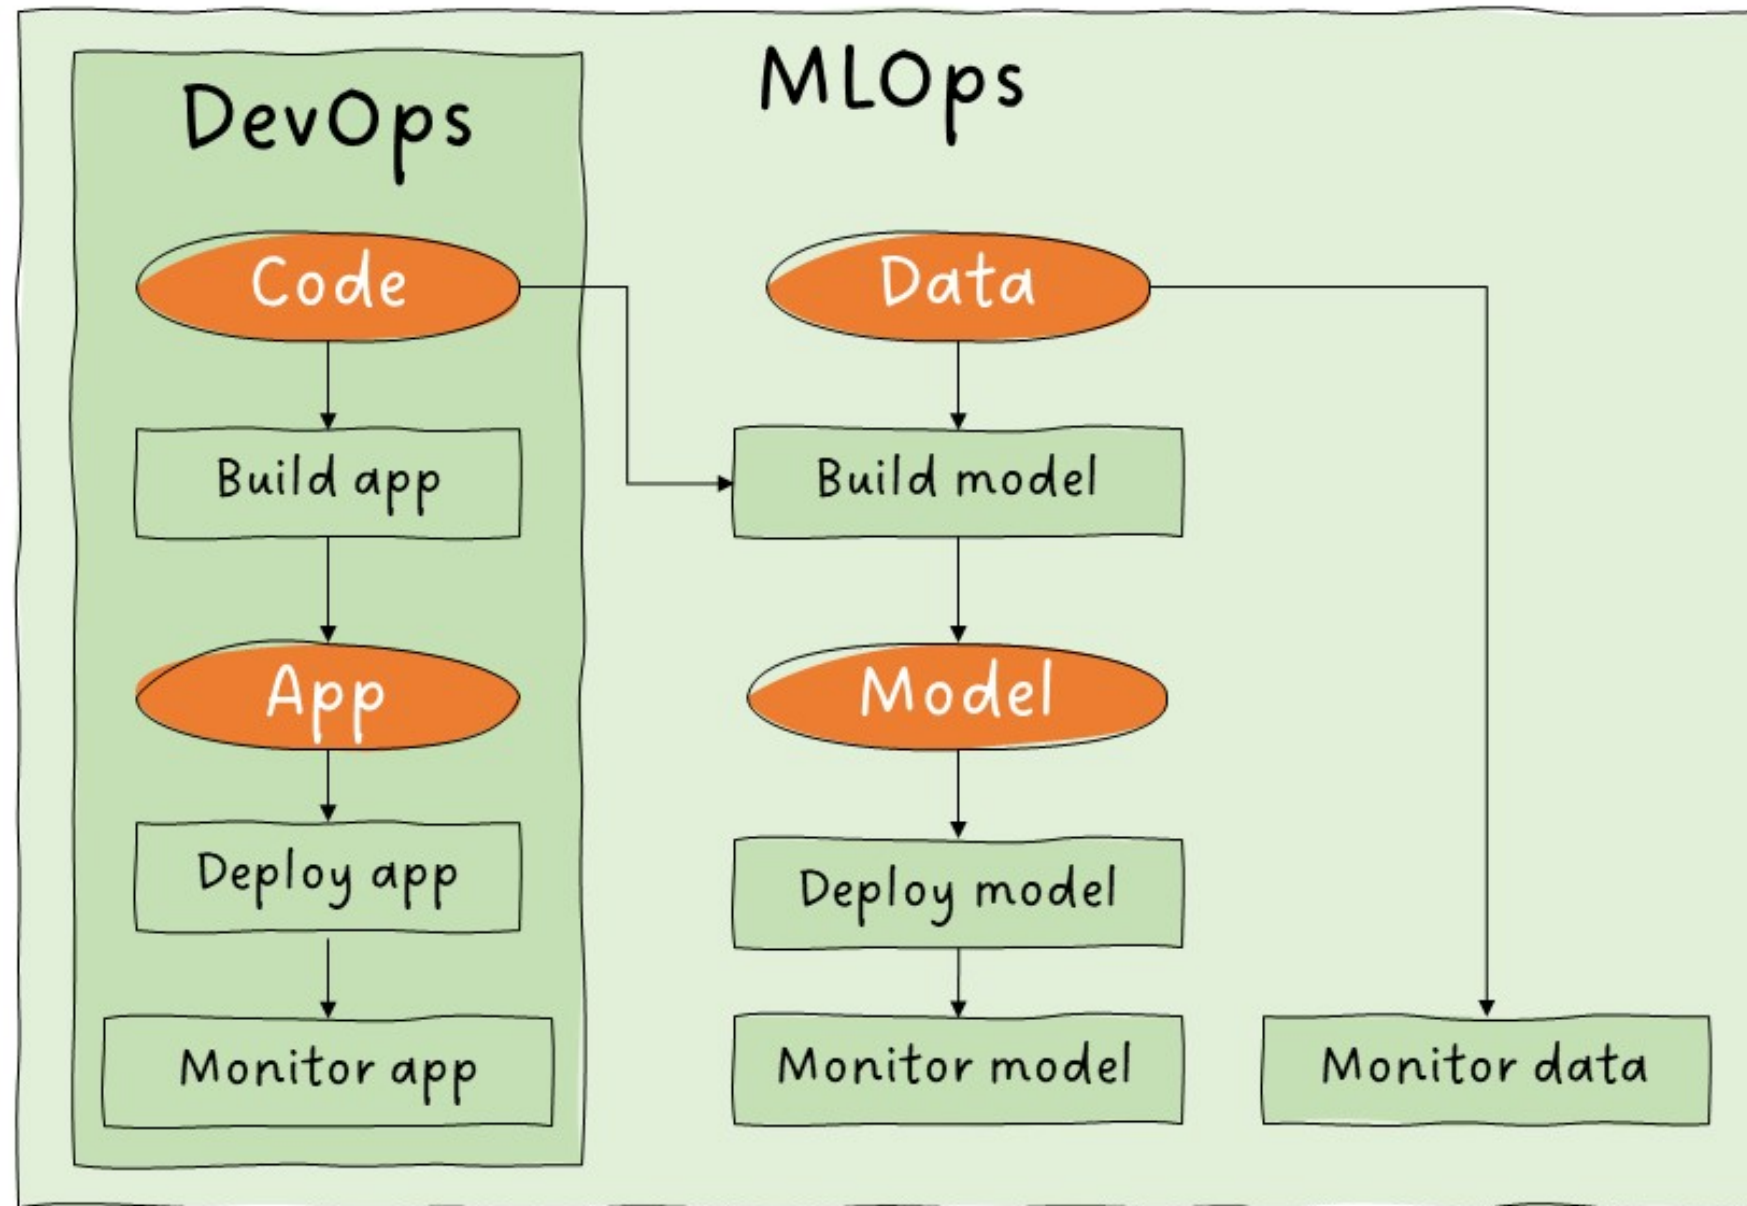 DevOps
MLOps
Code
Data
Build app
Build model
App
Model
Deploy app
Deploy model
Monitor app
Monitor model
Monitor data